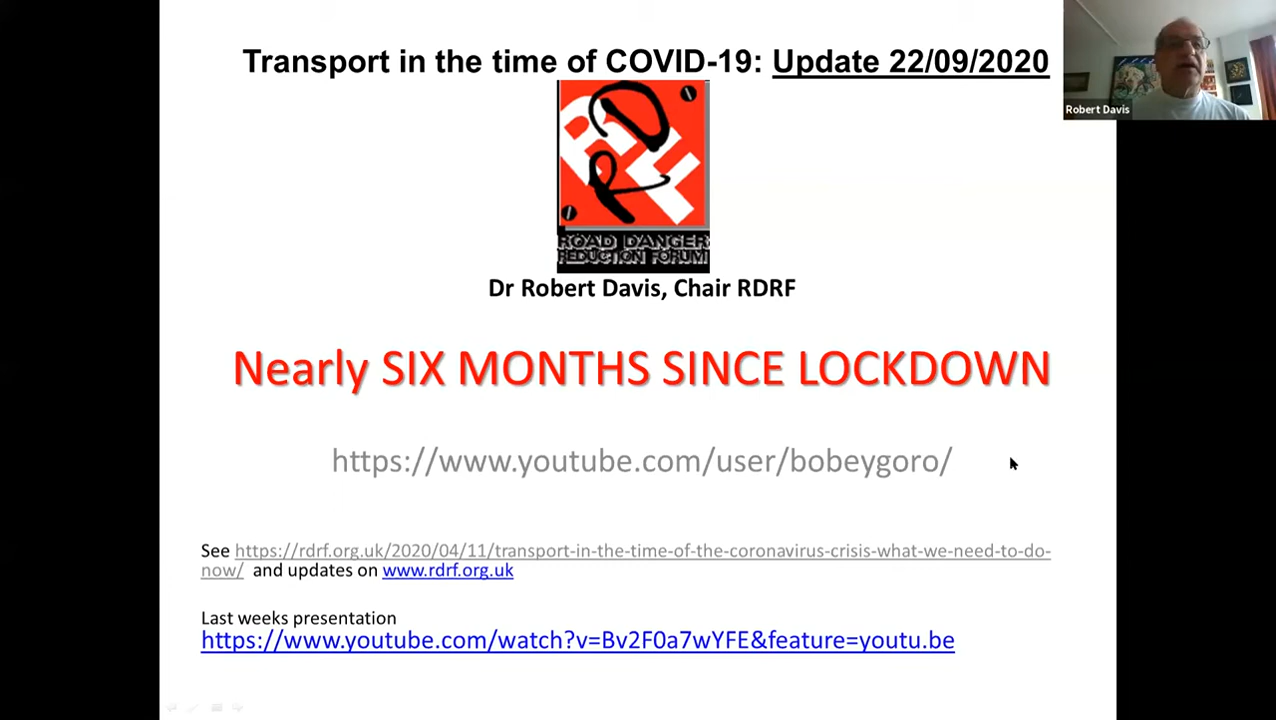 Transport in the time of COVID-19: Update 22/09/2020
Robert Davis
RDRF
ROAD DANGER
REDUCTION FORUM
Dr Robert Davis, Chair RDRF
Nearly SIX MONTHS SINCE LOCKDOWN
https://www.youtube.com/user/bobeygoro/
See https://rdrf.org.uk/2020/04/11/transport-in-the-time-of-the-coronavirus-crisis-what-we-need-to-do-
now/ and updates on www.rdrf.org.uk
Last weeks presentation
https://www.youtube.com/watch?v=Bv2F0a7wYFE&feature=youtu.be